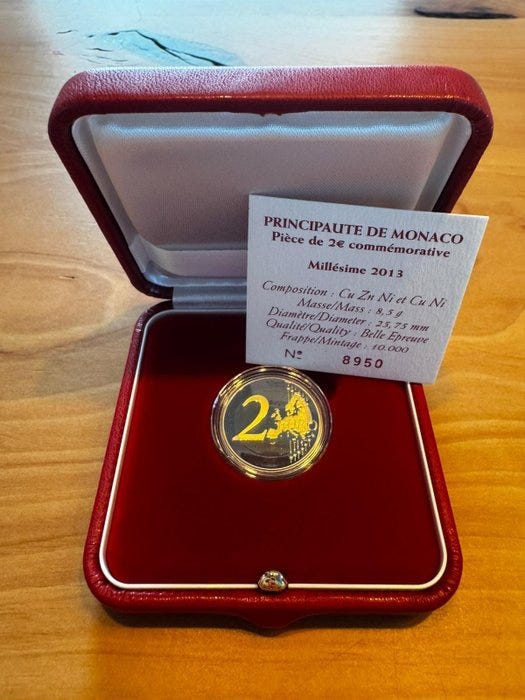 PRINCIPAUTE DE MONACO
Pièce de 2€ commémorative
Millésime 2013
Composition : Cu Zn Ni et Cu Ni
Masse/Mass : 8,5 g
Diamètre/Diameter : 25,75 mm
Qualité/Quality : Belle Epreuve
Frappe/Mintage : 10.000
N° 8950
2